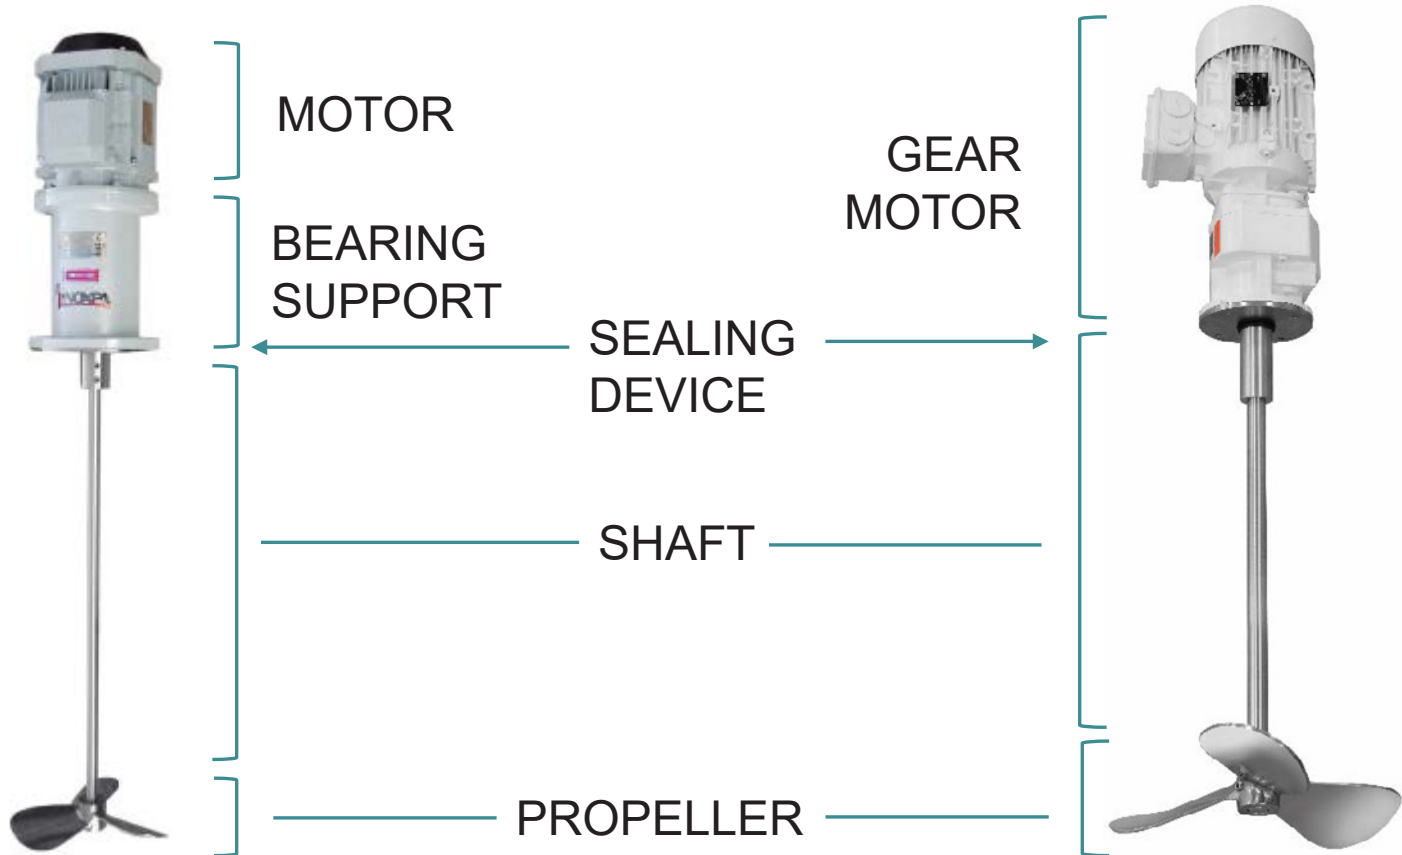 MOTOR
GEAR
MOTOR
BEARING
SUPPORT
SEALING
DEVICE
SHAFT
PROPELLER